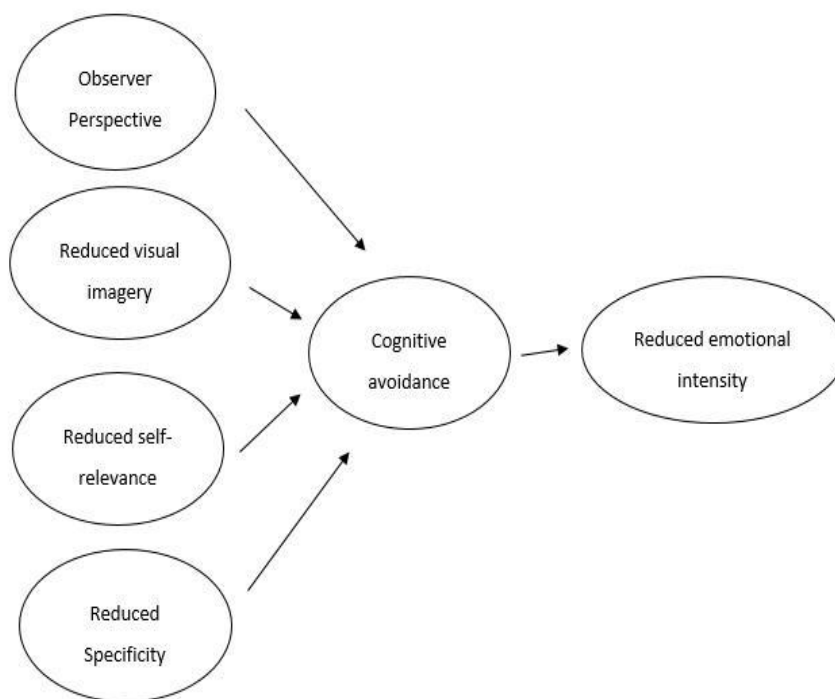 Observer
Perspective
Reduced visual
imagery
Reduced self-
relevance
Reduced
Specificity
Cognitive
avoidance
Reduced emotional
intensity